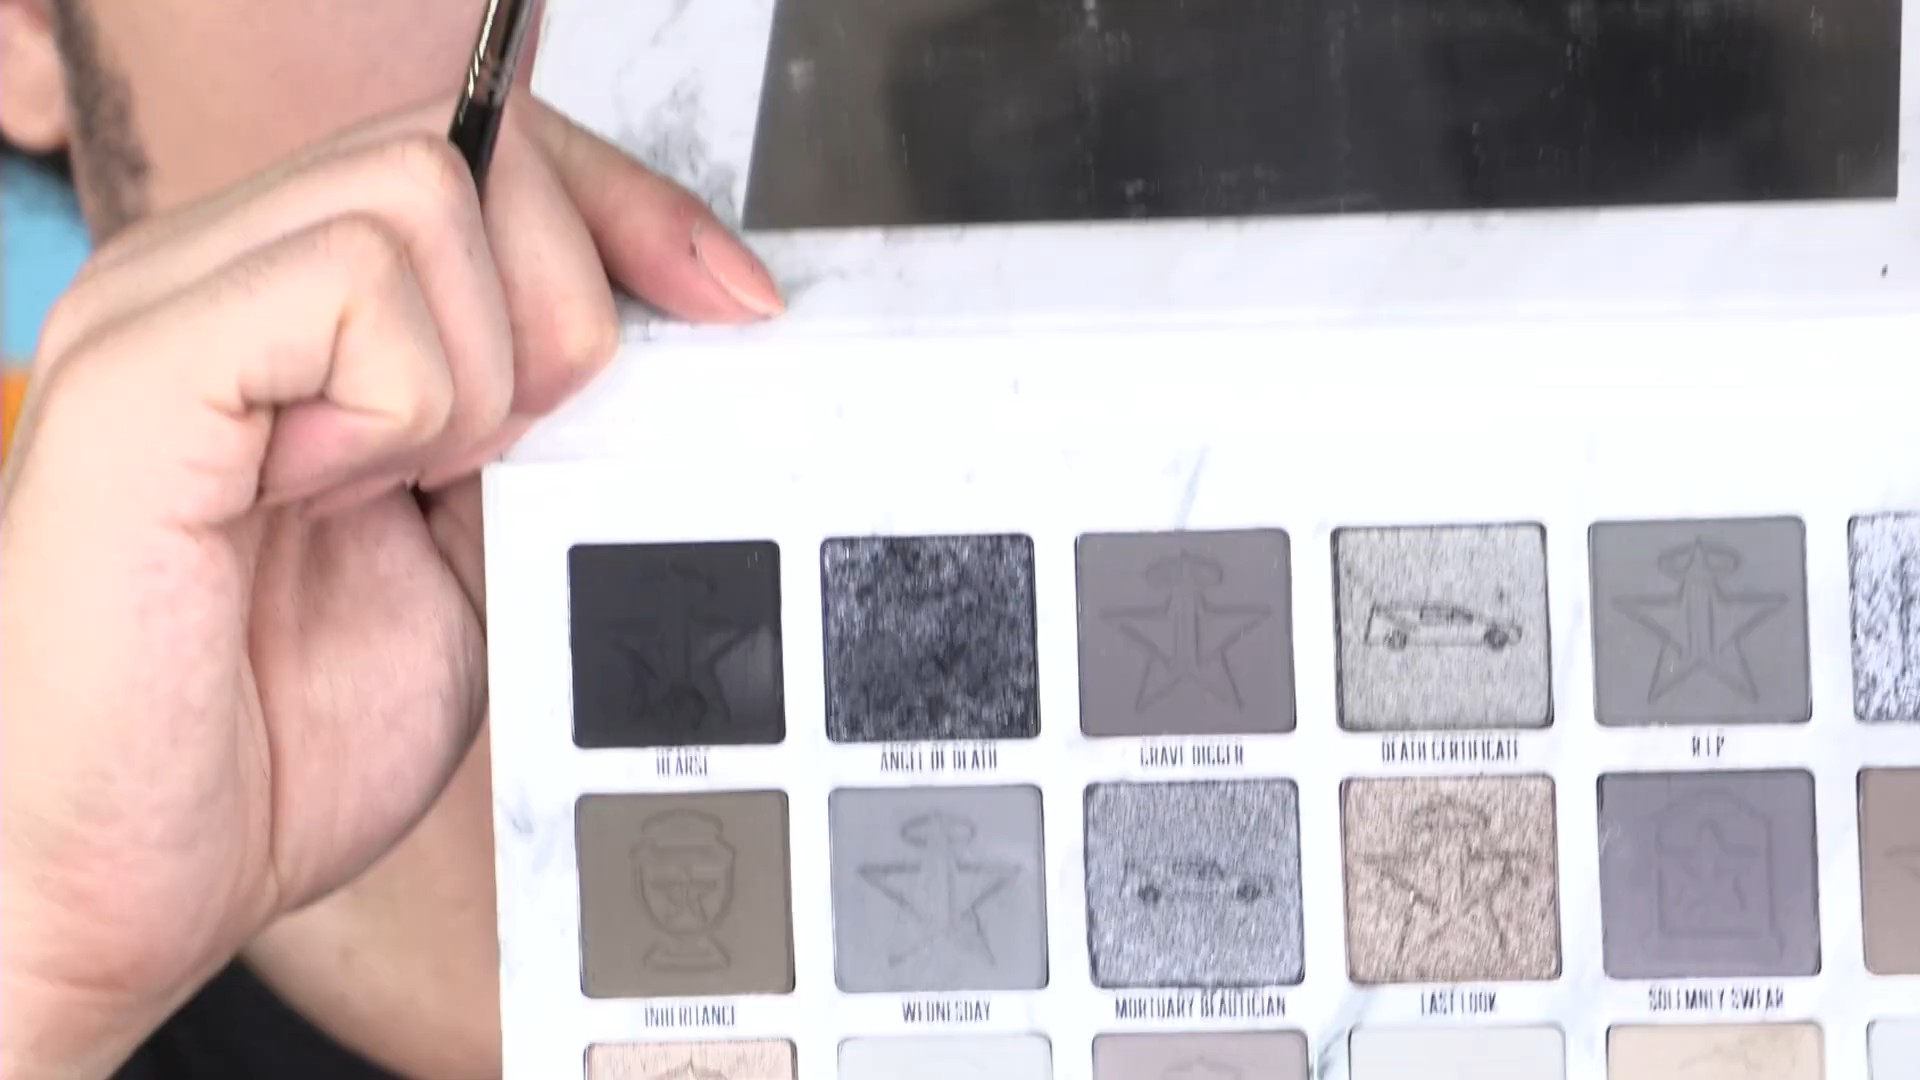 HEARSE
ANGEL OF DEATH
GRAVE DIGGER
DEATH CERTIFICATE
R.I.P
INHERITANCE
WEDNESDAY
MORTUARY BEAUTICIAN
LAST LOOK
SOLEMNLY SWEAR